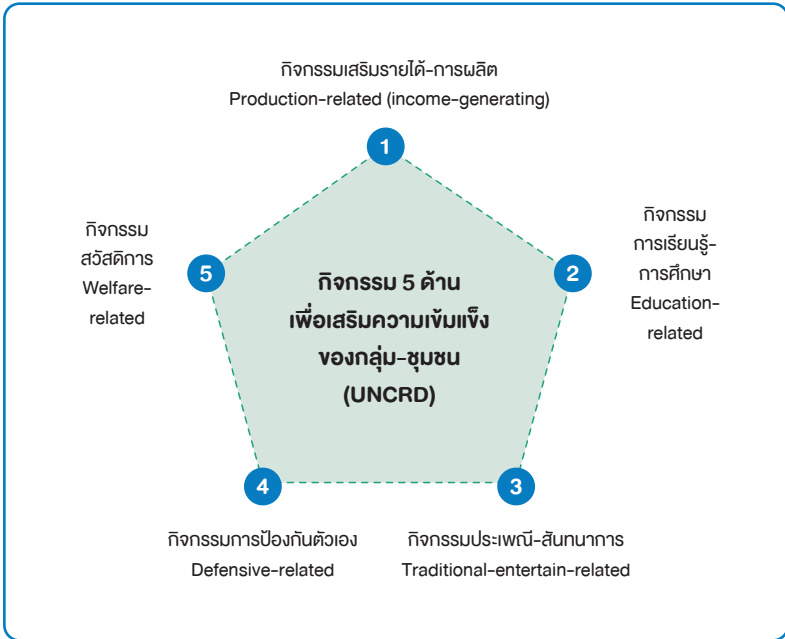 กิจกรรมเสริมรายได้-การผลิต
Production-related (income-generating)
1
กิจกรรม
การเรียนรู้-
การศึกษา
Education-
related
2
กิจกรรม
สวัสดิการ
Welfare-
related
5
กิจกรรม 5 ด้าน
เพื่อเสริมความเข้มแข็ง
ของกลุ่ม-ชุมชน
(UNCRD)
4
3
กิจกรรมการป้องกันตัวเอง
Defensive-related
กิจกรรมประเพณี-สันทนาการ
Traditional-entertain-related